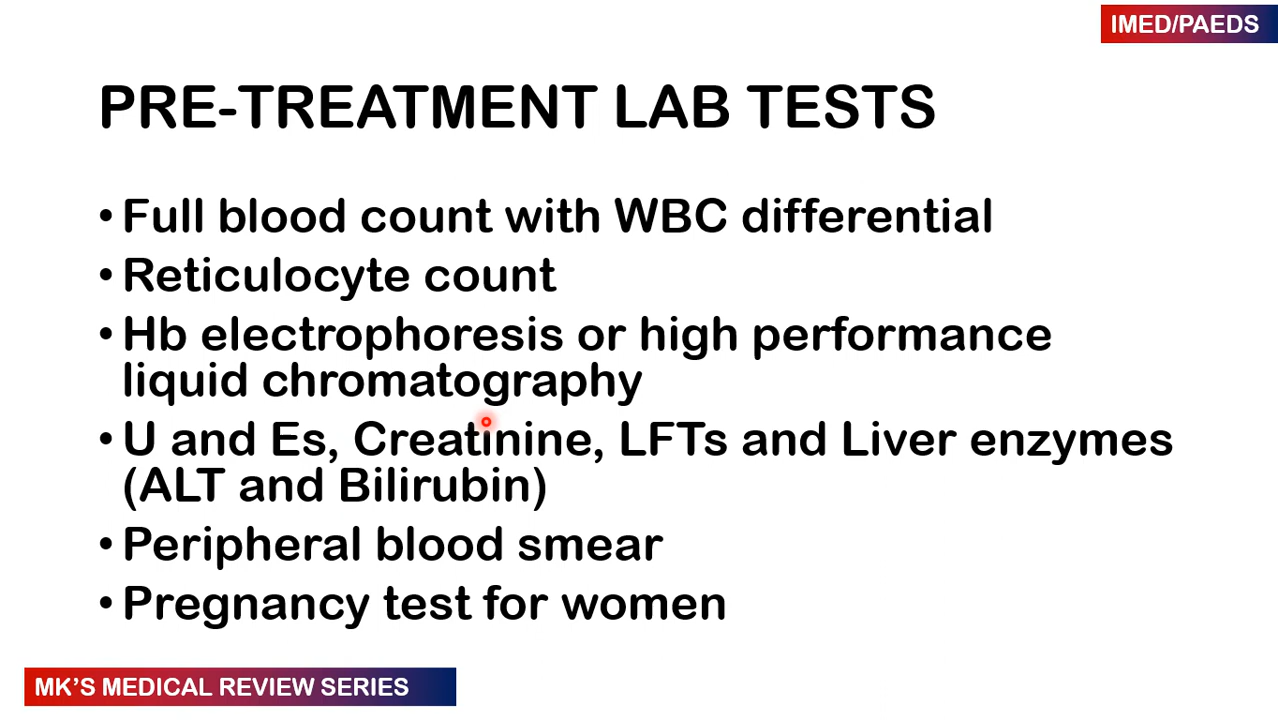 IMED/PAEDS
PRE-TREATMENT LAB TESTS
• Full blood count with WBC differential
• Reticulocyte count
• Hb electrophoresis or high performance
liquid chromatography
• U and Es, Creatinine, LFTs and Liver enzymes
(ALT and Bilirubin)
• Peripheral blood smear
• Pregnancy test for women
MK'S MEDICAL REVIEW SERIES